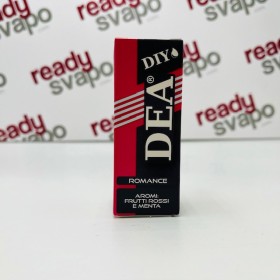 ready
svapo
ready
svapo
ready
svapo
DIY
DEA®
ROMANCE
AROMI:
FRUTTI ROSSI
E MENTA